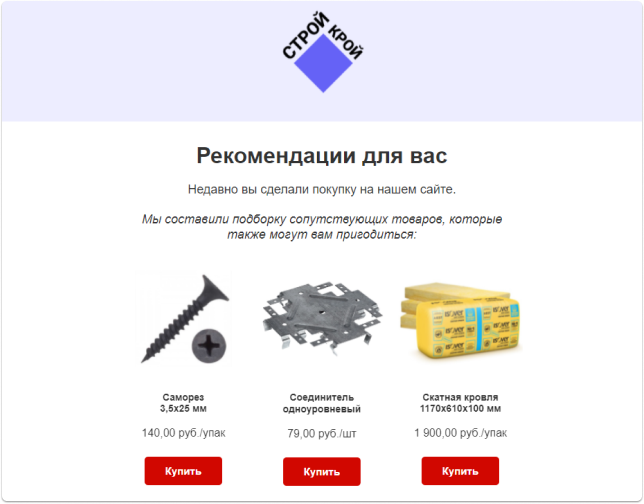 СТРОЙ КРОЙ
Рекомендации для вас
Недавно вы сделали покупку на нашем сайте.
Мы составили подборку сопутствующих товаров, которые
также могут вам пригодиться:
ISOVER ISOVER
Саморез
3,5х25 мм
140,00 руб./упак
Купить
Соединитель
одноуровневый
79,00 руб./шт
Купить
Скатная кровля
1170х610х100 мм
1 900,00 руб./упак
Купить